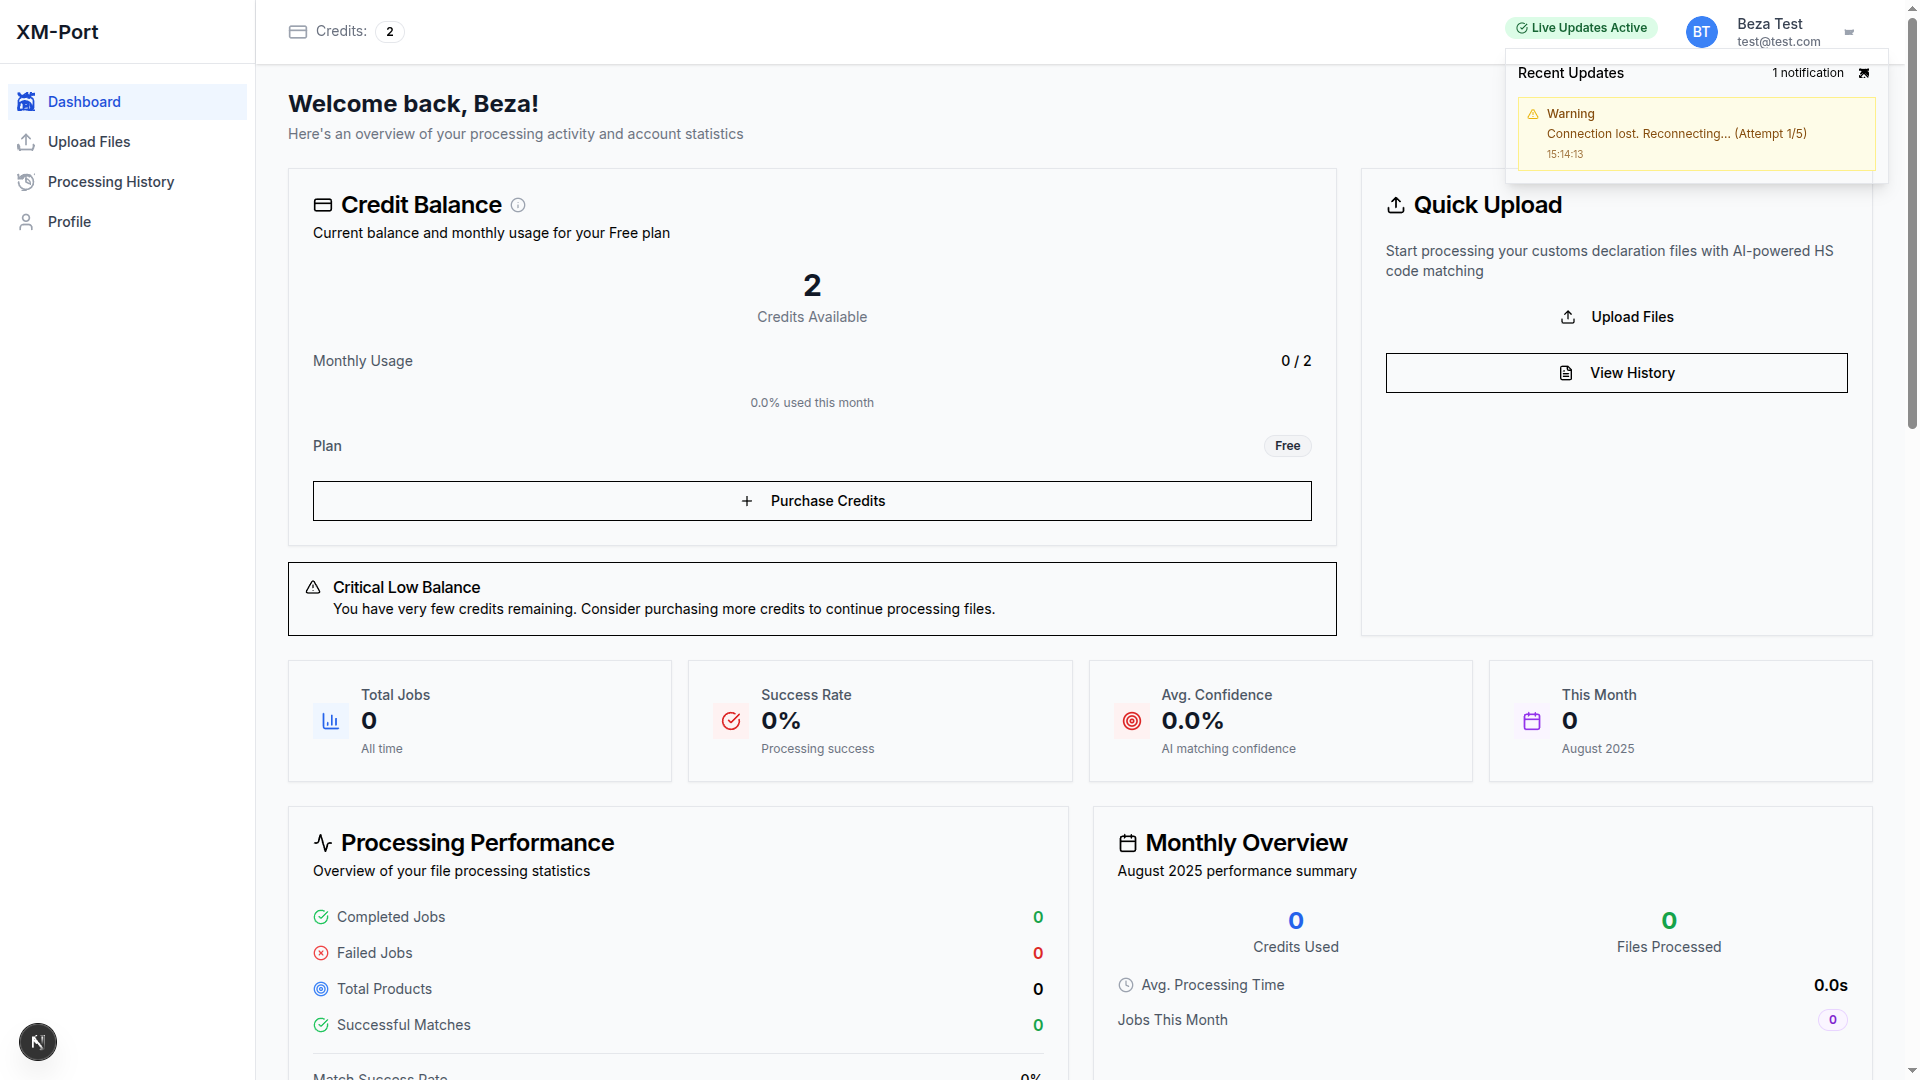 XM-Port
Dashboard
Upload Files
Processing History
Profile
Credits: 2
Live Updates Active
BT
Beza Test
test@test.com
Recent Updates
1 notification
Warning
Connection lost. Reconnecting... (Attempt 1/5)
15:14:13
Welcome back, Beza!
Here's an overview of your processing activity and account statistics
Credit Balance
Current balance and monthly usage for your Free plan
2
Credits Available
Monthly Usage
0 / 2
0.0% used this month
Plan
Free
Purchase Credits
Critical Low Balance
You have very few credits remaining. Consider purchasing more credits to continue processing files.
Quick Upload
Start processing your customs declaration files with AI-powered HS
code matching
Upload Files
View History
Total Jobs
0
All time
Success Rate
0%
Processing success
Avg. Confidence
0.0%
AI matching confidence
This Month
0
August 2025
Processing Performance
Overview of your file processing statistics
Completed Jobs
0
Failed Jobs
0
Total Products
0
Successful Matches
0
Match Success Rate
0%
Monthly Overview
August 2025 performance summary
0
Credits Used
0
Files Processed
Avg. Processing Time
0.0s
Jobs This Month
0